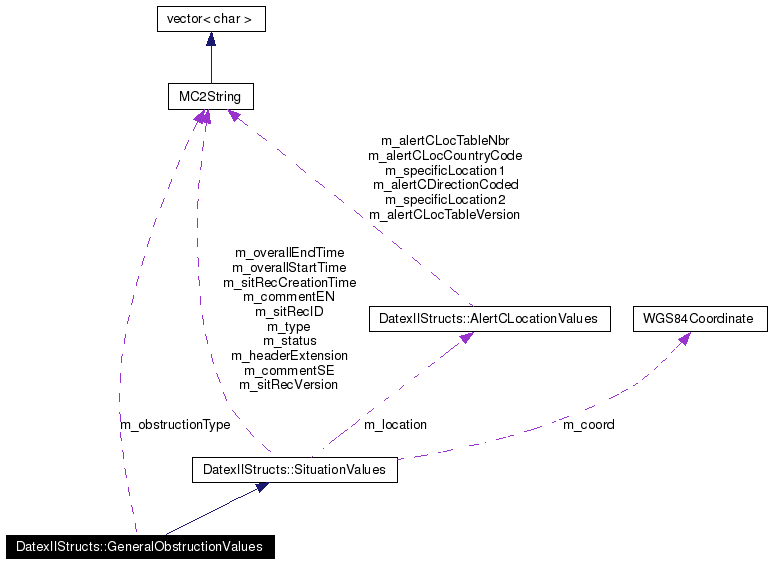 vector< char >
MC2String
m_alertCLocTableNbr
m_alertCLocCountryCode
m_specificLocation1
m_alertCDirectionCoded
m_specificLocation2
m_alertCLocTableVersion
m_overallEndTime
m_overallStartTime
m_sitRecCreationTime
m_commentEN
m_sitRecID
m_type
m_status
m_headerExtension
m_commentSE
m_sitRecVersion
DatexIIStructs::AlertCLocationValues
WGS84Coordinate
m_obstructionType
m_location
m_coord
DatexIIStructs::SituationValues
DatexIIStructs::GeneralObstructionValues